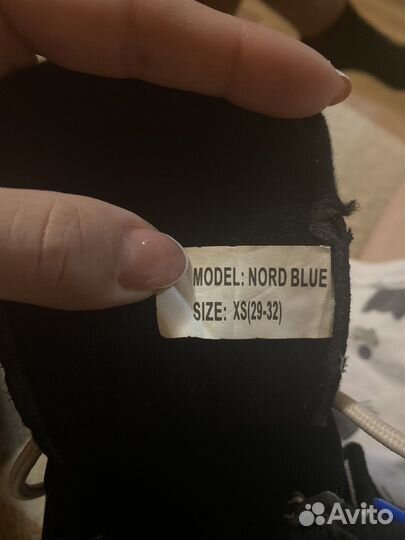 MODEL: NORD BLUE
SIZE: XS(29-32)
Avito